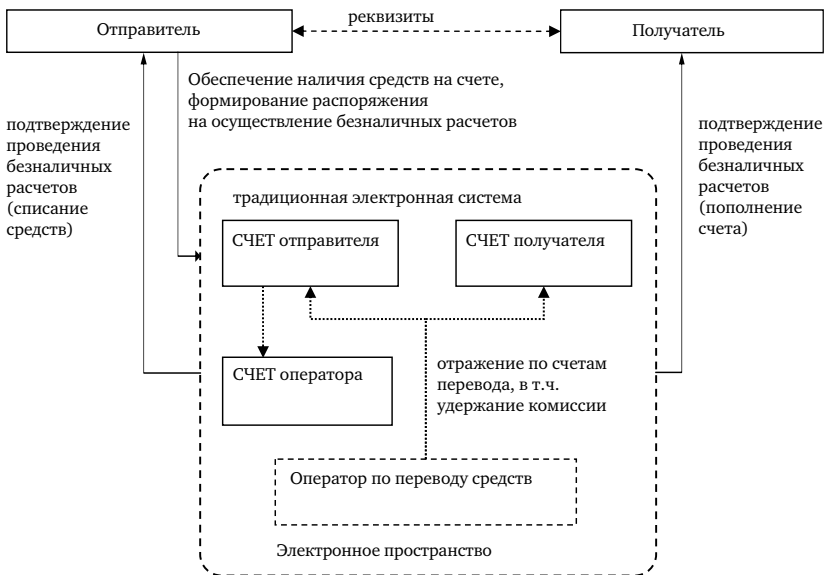 реквизиты
Отправитель
Получатель
Обеспечение наличия средств на счете,
формирование распоряжения
на осуществление безналичных расчетов
подтверждение
проведения
безналичных
расчетов
(списание
средств)
подтверждение
проведения
безналичных
расчетов
(пополнение
счета)
традиционная электронная система
СЧЕТ отправителя
СЧЕТ получателя
СЧЕТ оператора
отражение по счетам
перевода, в т.ч.
удержание комиссии
Оператор по переводу средств
Электронное пространство